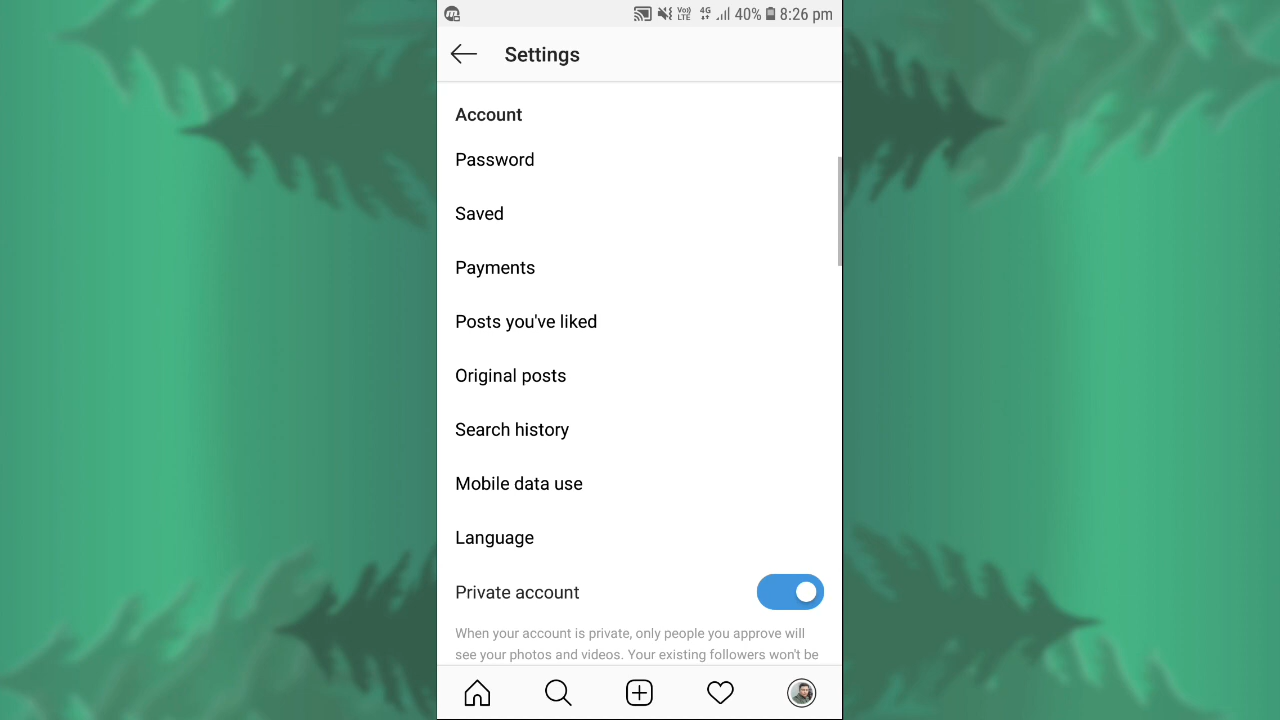 40% 8:26 pm
Settings
Account
Password
Saved
Payments
Posts you've liked
Original posts
Search history
Mobile data use
Language
Private account
When your account is private, only people you approve will
see your photos and videos. Your existing followers won't be